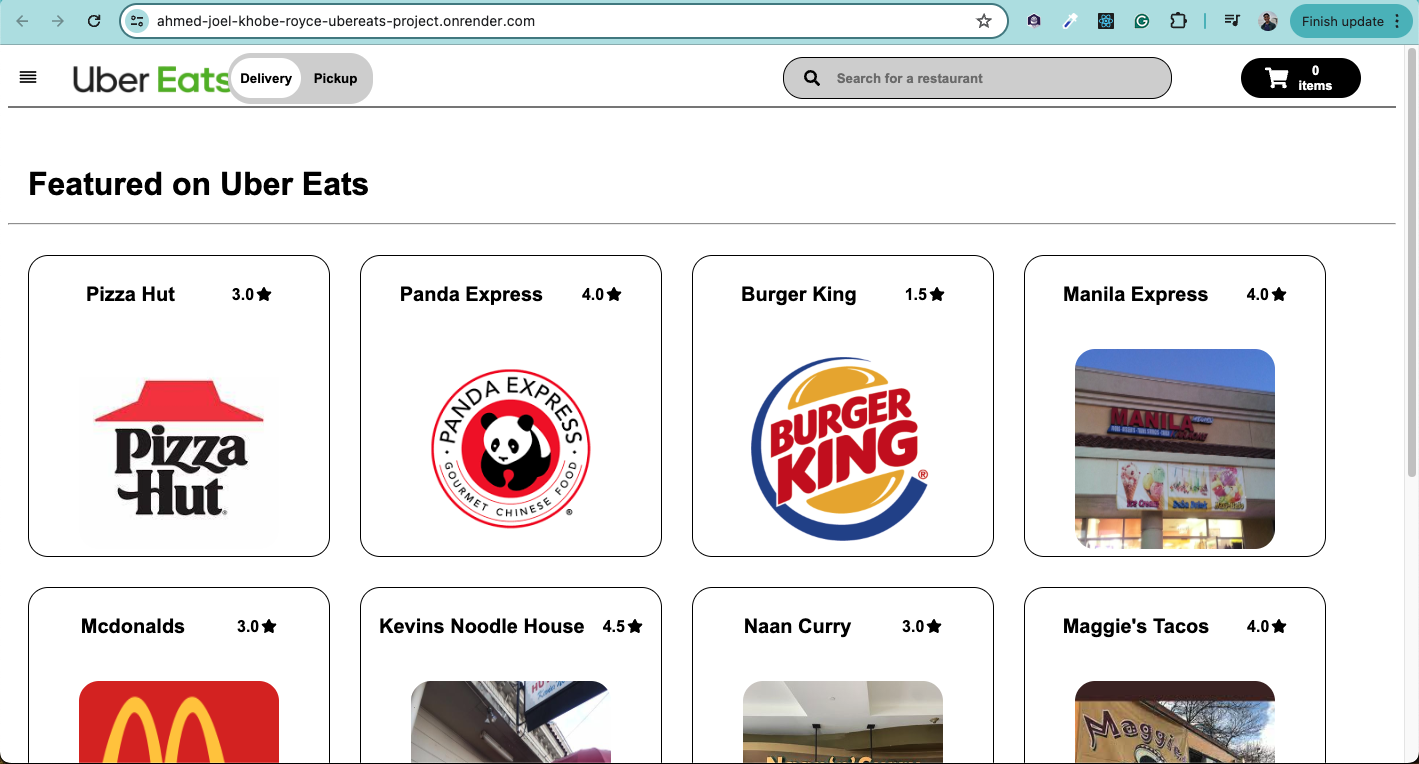 ahmed-joel-khobe-royce-ubereats-project.onrender.com
Finish update
Uber Eats
Delivery
Pickup
Search for a restaurant
0
items
Featured on Uber Eats
Pizza Hut 3.0
Panda Express 4.0
Burger King 1.5
Manila Express 4.0
Pizza
Hut
PANDA EXPRESS
GOURMET CHINESE FOOD
®
BURGER
KING
®
MANILA
Ice Cream
Mcdonalds 3.0
Kevins Noodle House 4.5
Naan Curry 3.0
Maggie's Tacos 4.0
Maggie